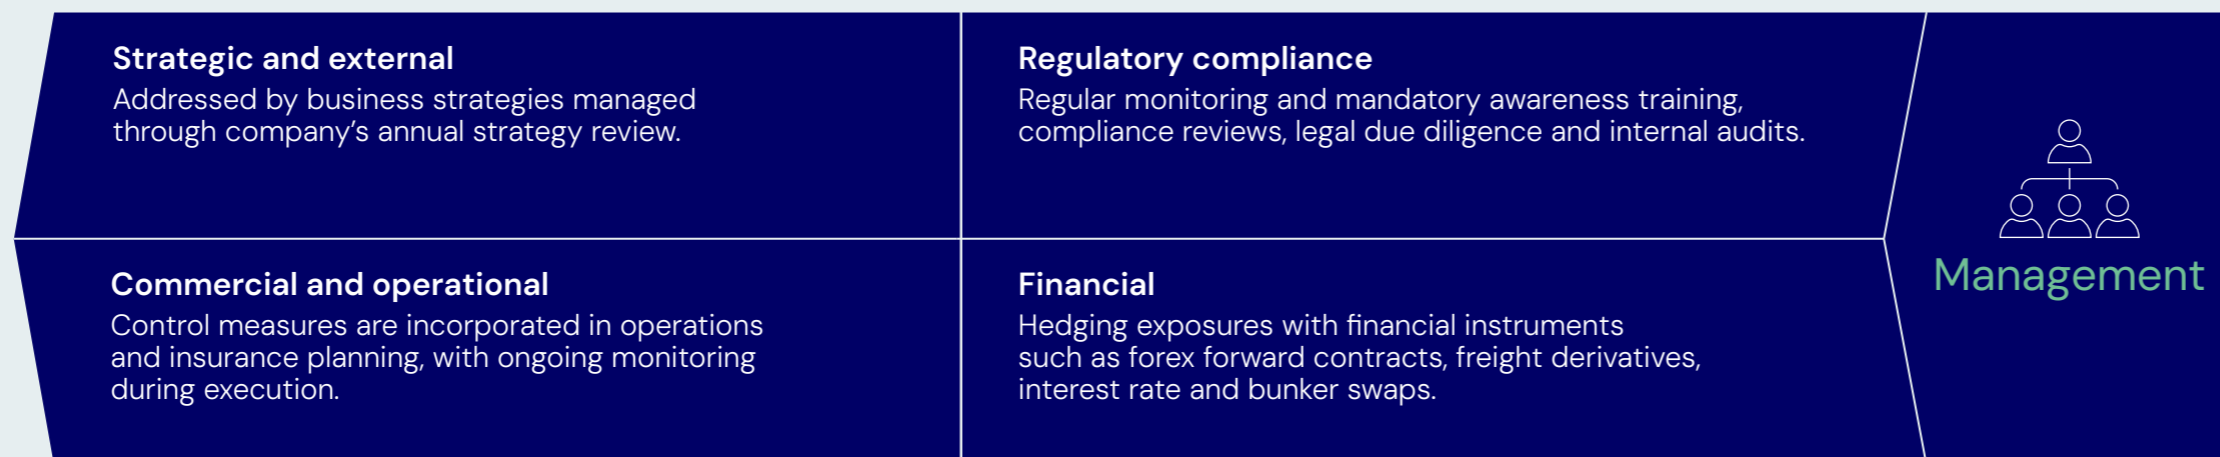 Strategic and external
Addressed by business strategies managed
through company’s annual strategy review.
Regulatory compliance
Regular monitoring and mandatory awareness training,
compliance reviews, legal due diligence and internal audits.
Commercial and operational
Control measures are incorporated in operations
and insurance planning, with ongoing monitoring
during execution.
Financial
Hedging exposures with financial instruments
such as forex forward contracts, freight derivatives,
interest rate and bunker swaps.
Management